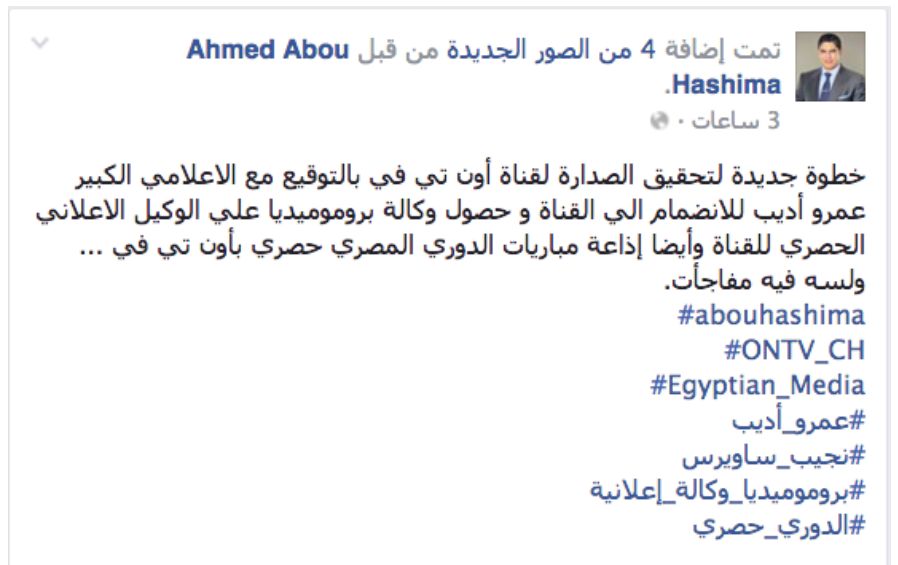 تمت إضافة 4 من الصور الجديدة من قبل Ahmed Abou
Hashima.
3 ساعات ·
خطوة جديدة لتحقيق الصدارة لقناة أون تي في بالتوقيع مع الاعلامي الكبير
عمرو أديب للانضمام الي القناة و حصول وكالة بروموميديا علي الوكيل الاعلاني
الحصري للقناة وأيضا إذاعة مباريات الدوري المصري حصري بأون تي في ...
ولسه فيه مفاجأت.
#abouhashima
#ONTV_CH
#Egyptian_Media
#عمرو_أديب
#نجيب_ساويرس
#بروموميديا_وكالة_إعلانية
#الدوري_حصري